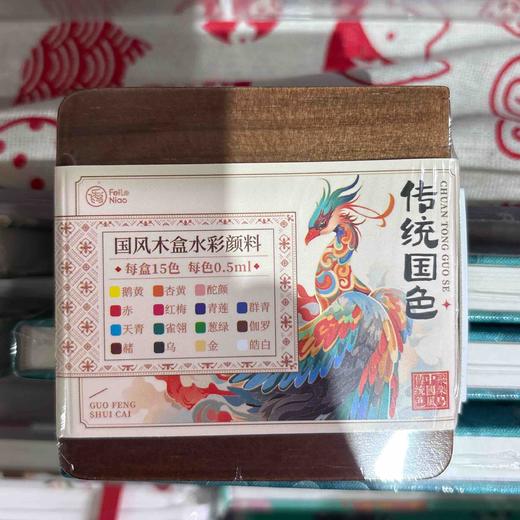 FeiLe
Niao
国风木盒水彩颜料
每盒15色 每色0.5ml
鹅黄 杏黄 酡颜
赤 红梅 青莲 群青
天青 雀翎 葱绿 伽罗
赭 乌 金 皓白
GUO FENG
SHUI CAI
传统国色
CHUAN TONG GUO SE
中國風